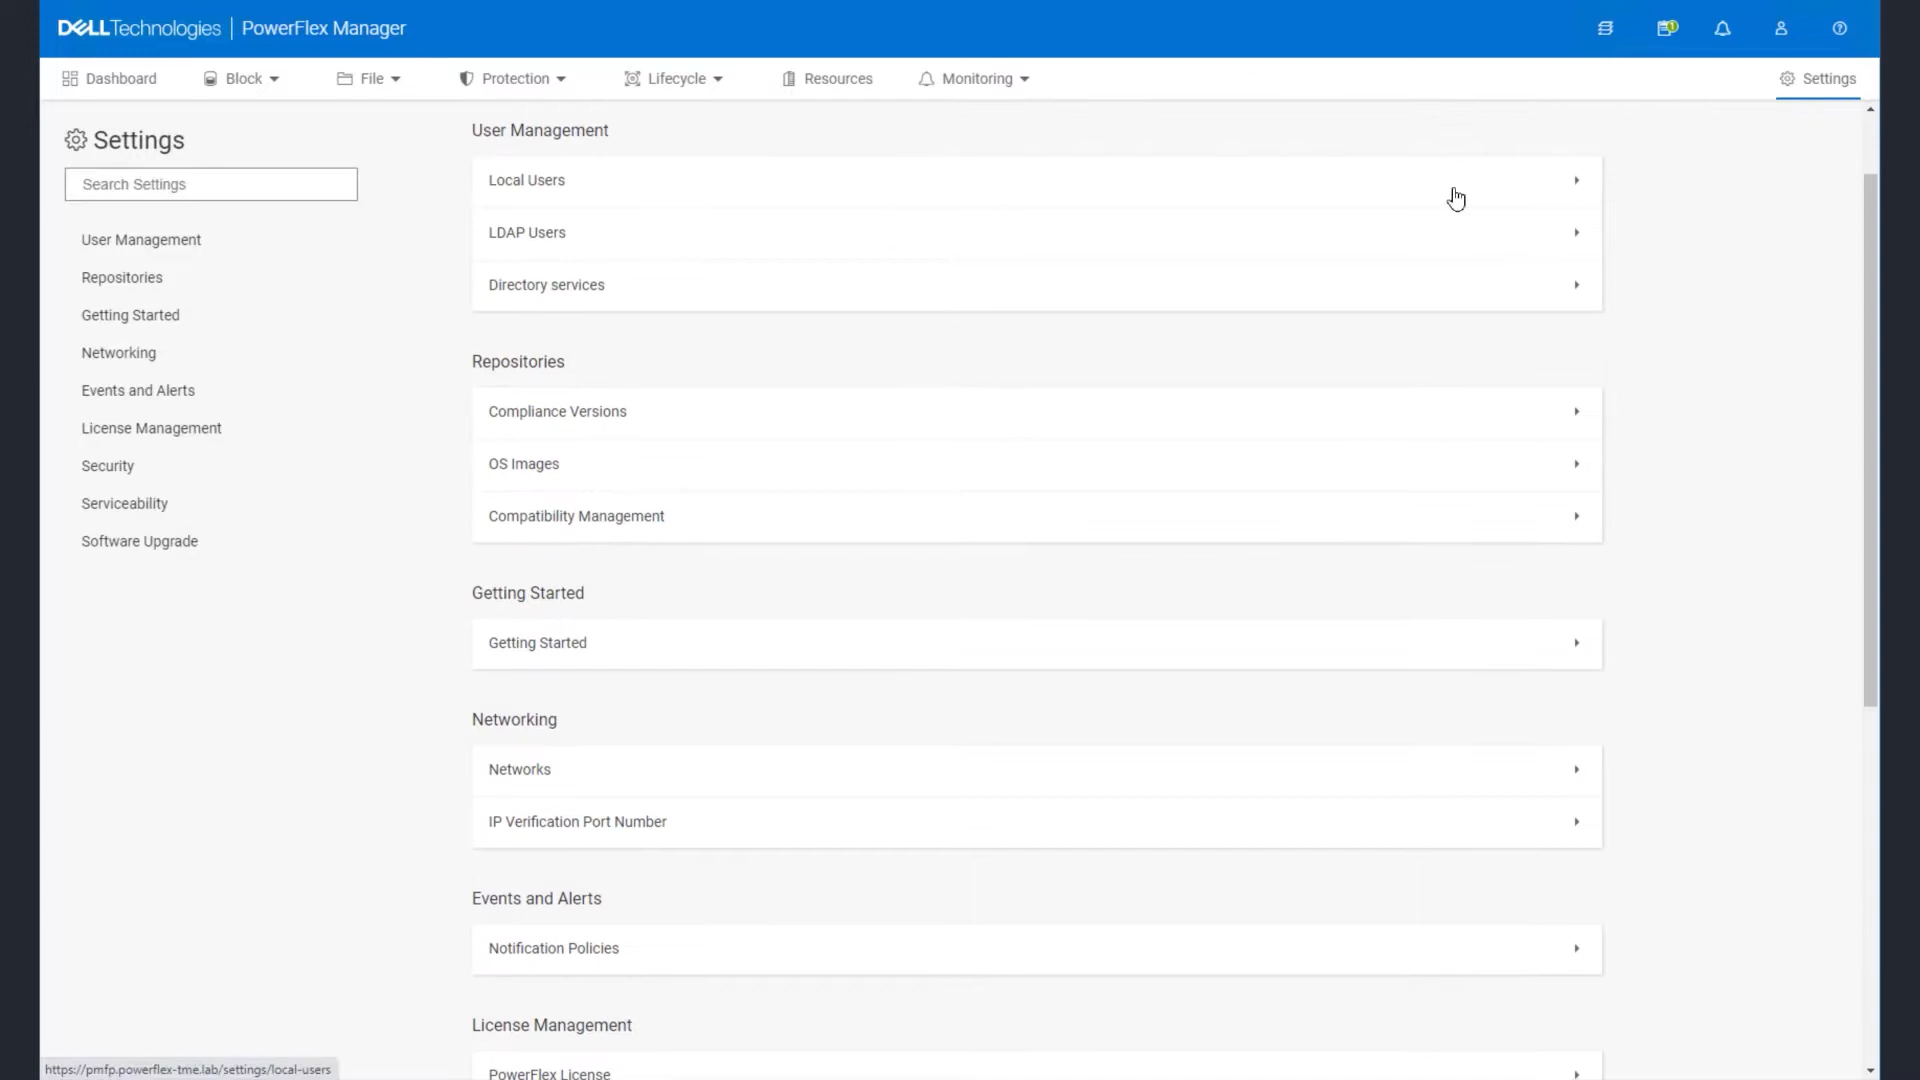 DELLTechnologies | PowerFlex Manager
1
Dashboard Block File Protection Lifecycle Resources Monitoring Settings
Settings
Search Settings
User Management
Repositories
Getting Started
Networking
Events and Alerts
License Management
Security
Serviceability
Software Upgrade
User Management
Local Users
LDAP Users
Directory services
Repositories
Compliance Versions
OS Images
Compatibility Management
Getting Started
Getting Started
Networking
Networks
IP Verification Port Number
Events and Alerts
Notification Policies
License Management
PowerFlex License
https://pmfp.powerflex-tme.lab/settings/local-users